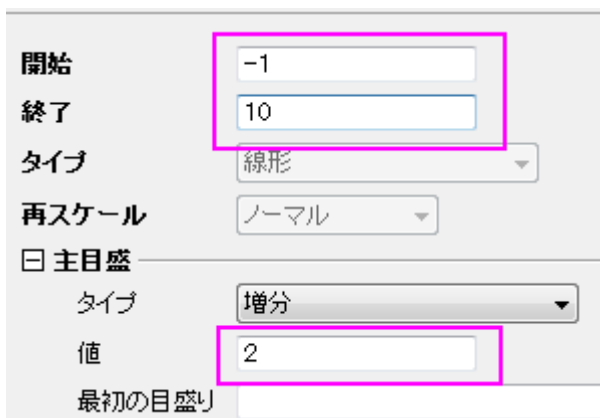 開始 -1
終了 10
タイプ 線形
再スケール ノーマル
主目盛
タイプ 増分
値 2
最初の目盛り